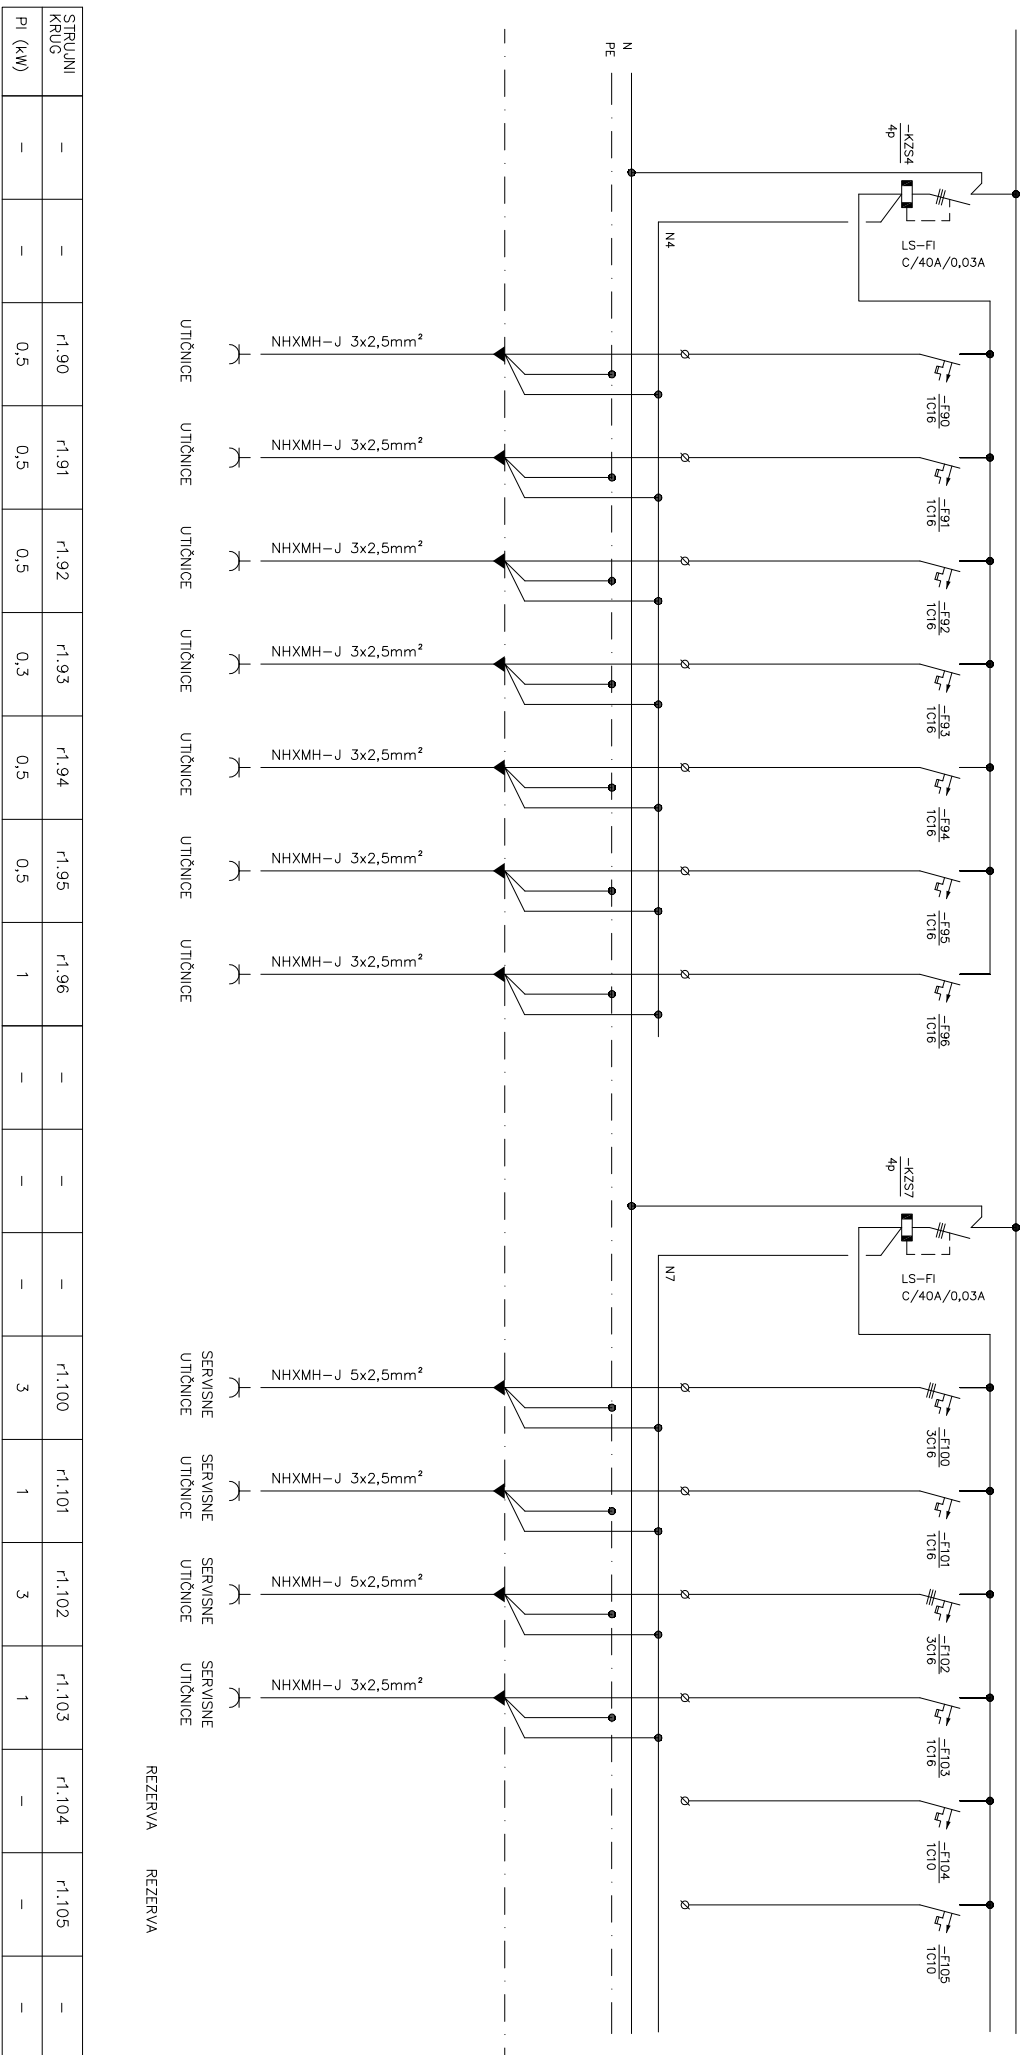 -KZS4
4p
LS-FI
C/40A/0,03A
-F90
1C16
-F91
1C16
-F92
1C16
-F93
1C16
-F94
1C16
-F95
1C16
-F96
1C16
-KZS7
4p
LS-FI
C/40A/0,03A
-F100
3C16
-F101
1C16
-F102
3C16
-F103
1C16
-F104
1C10
-F105
1C10
N4
N7
N
PE
NHXMH-J 3x2,5mm²
NHXMH-J 3x2,5mm²
NHXMH-J 3x2,5mm²
NHXMH-J 3x2,5mm²
NHXMH-J 3x2,5mm²
NHXMH-J 3x2,5mm²
NHXMH-J 3x2,5mm²
NHXMH-J 5x2,5mm²
NHXMH-J 3x2,5mm²
NHXMH-J 5x2,5mm²
NHXMH-J 3x2,5mm²
UTIČNICE
UTIČNICE
UTIČNICE
UTIČNICE
UTIČNICE
UTIČNICE
UTIČNICE
SERVISNE
UTIČNICE
SERVISNE
UTIČNICE
SERVISNE
UTIČNICE
SERVISNE
UTIČNICE
REZERVA
REZERVA
STRUJNI
KRUG
- - r1.90 r1.91 r1.92 r1.93 r1.94 r1.95 r1.96 - - - r1.100 r1.101 r1.102 r1.103 r1.104 r1.105 -
PI (kW) - - 0,5 0,5 0,5 0,3 0,5 0,5 1 - - - 3 1 3 1 - - -